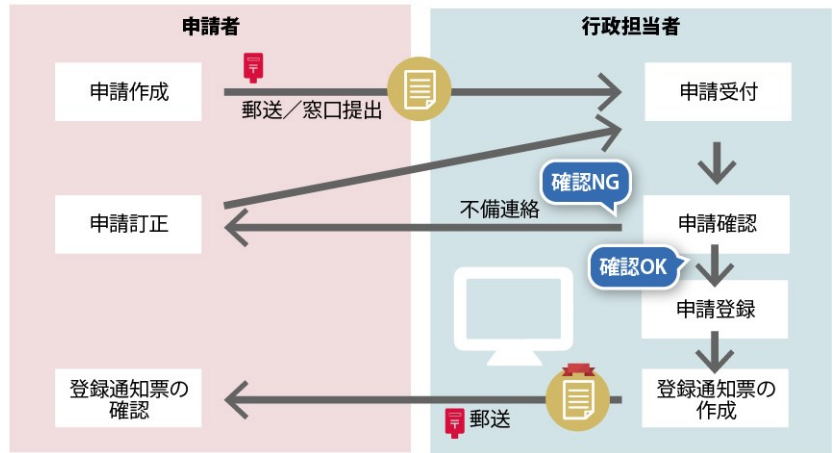 申請者
行政担当者
申請作成
郵送／窓口提出
申請受付
確認NG
申請訂正
不備連絡
申請確認
確認OK
申請登録
登録通知票の
確認
郵送
登録通知票の
作成